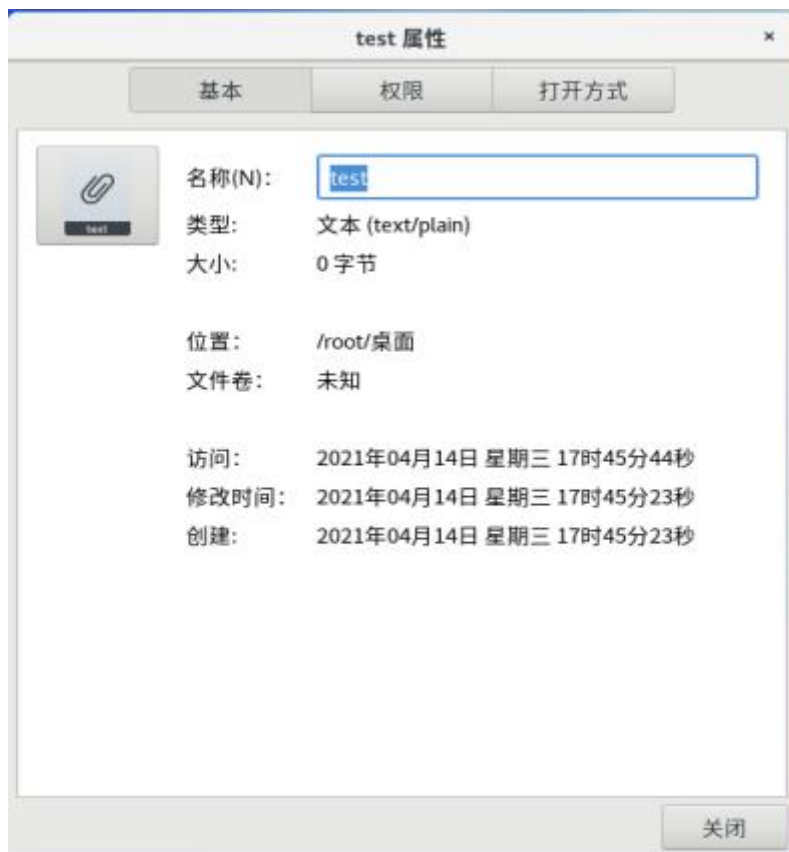 test 属性
×
基本 权限 打开方式
text
名称(N): test
类型: 文本 (text/plain)
大小: 0 字节
位置: /root/桌面
文件卷: 未知
访问: 2021年04月14日 星期三 17时45分44秒
修改时间: 2021年04月14日 星期三 17时45分23秒
创建: 2021年04月14日 星期三 17时45分23秒
关闭